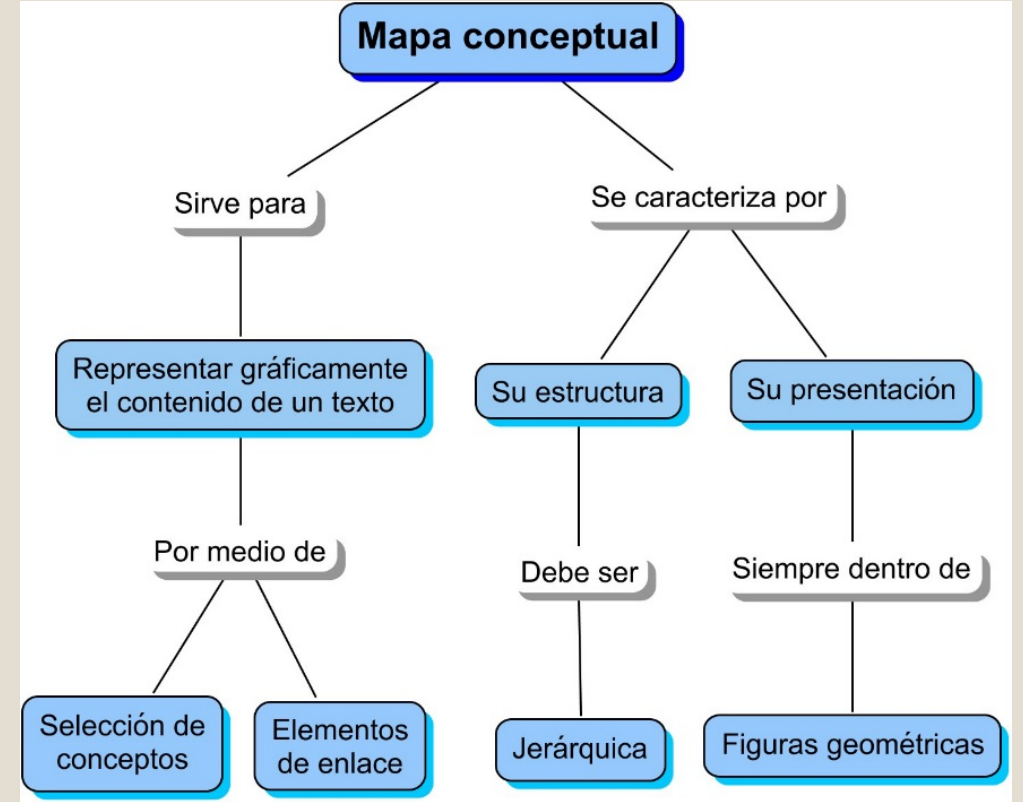 Mapa conceptual
Sirve para
Se caracteriza por
Representar gráficamente
el contenido de un texto
Su estructura
Su presentación
Por medio de
Debe ser
Siempre dentro de
Selección de
conceptos
Elementos
de enlace
Jerárquica
Figuras geométricas